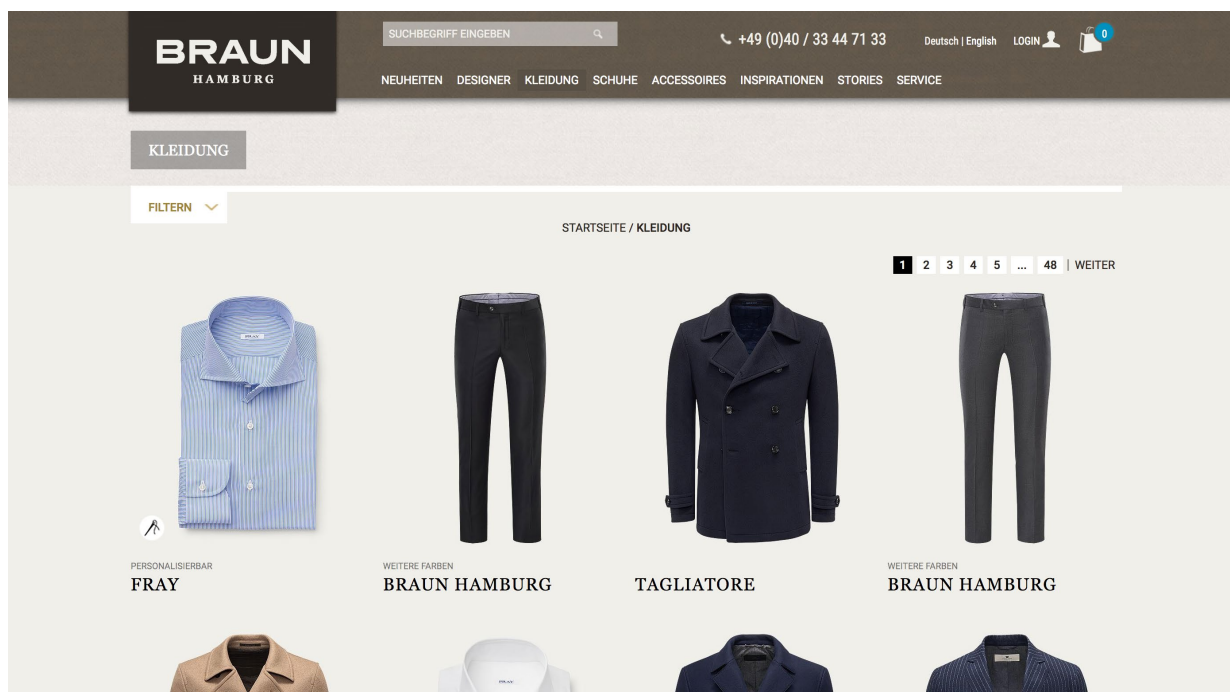 BRAUN
HAMBURG
SUCHBEGRIFF EINGEBEN
+49 (0)40 / 33 44 71 33
Deutsch | English
LOGIN
0
NEUHEITEN DESIGNER KLEIDUNG SCHUHE ACCESSOIRES INSPIRATIONEN STORIES SERVICE
KLEIDUNG
FILTERN
STARTSEITE / KLEIDUNG
1 2 3 4 5 ... 48 | WEITER
FRAY
PERSONALISIERBAR
FRAY
WEITERE FARBEN
BRAUN HAMBURG
TAGLIATORE
WEITERE FARBEN
BRAUN HAMBURG
FRAY